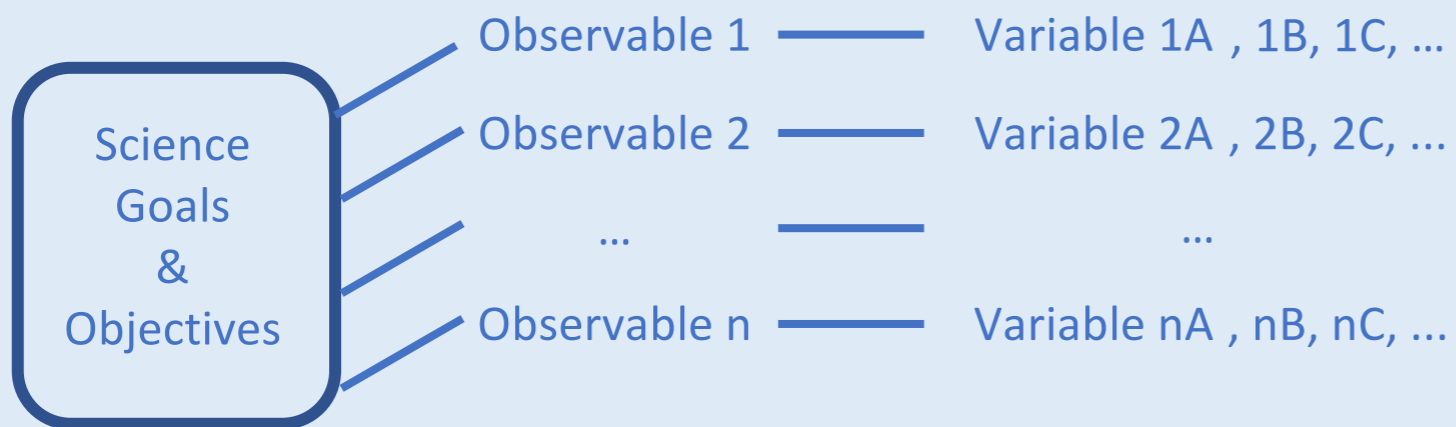 Science
Goals
&
Objectives
Observable 1 Variable 1A , 1B, 1C, ...
Observable 2 Variable 2A , 2B, 2C, ...
... ...
Observable n Variable nA , nB, nC, ...